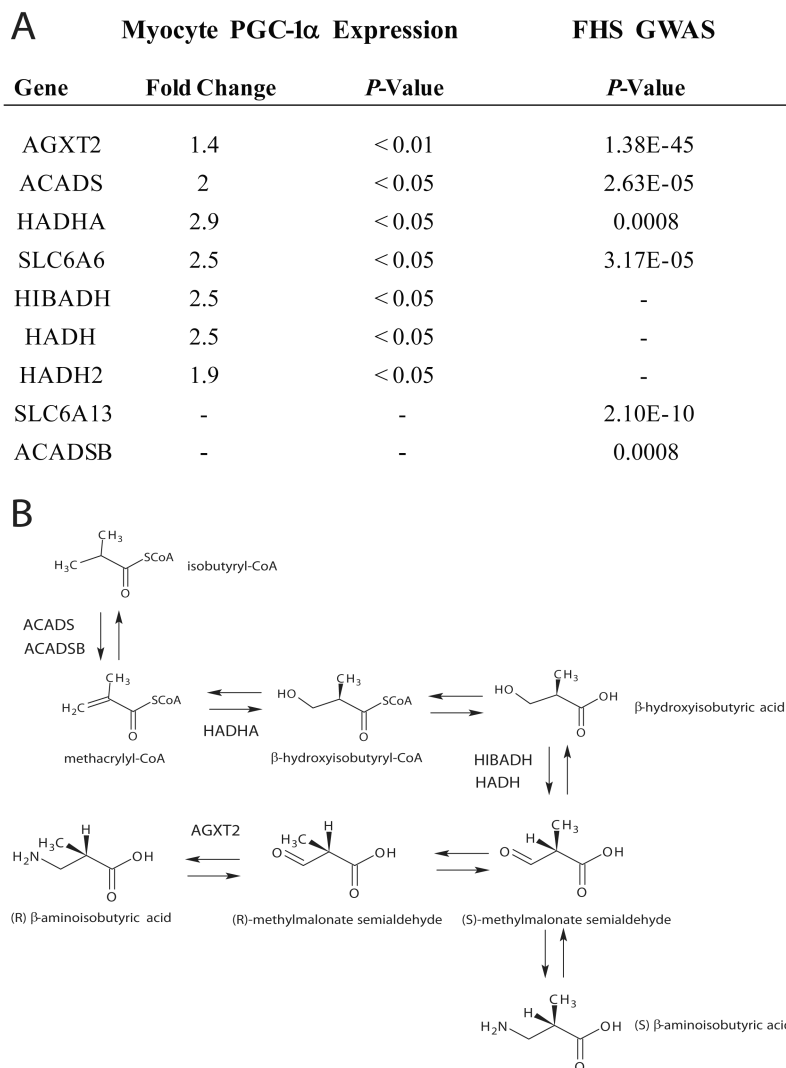 A Myocyte PGC-1α Expression FHS GWAS
Gene Fold Change P-Value P-Value
AGXT2 1.4 <0.01 1.38E-45
ACADS 2 <0.05 2.63E-05
HADHA 2.9 <0.05 0.0008
SLC6A6 2.5 <0.05 3.17E-05
HIBADH 2.5 <0.05 -
HADH 2.5 <0.05 -
HADH2 1.9 <0.05 -
SLC6A13 - - 2.10E-10
ACADSB - - 0.0008
B
CH3
H3C SCoA
O
isobutyryl-CoA
ACADS
ACADSB
CH3
H2C SCoA
O
methacrylyl-CoA
HADHA
CH3
HO SCoA
O
β-hydroxyisobutyryl-CoA
CH3
HO OH
O
β-hydroxyisobutyric acid
HIBADH
HADH
H
H3C
H2N OH
O
(R) β-aminoisobutyric acid
AGXT2
H
H3C
O OH
O
(R)-methylmalonate semialdehyde
CH3
H
O OH
O
(S)-methylmalonate semialdehyde
CH3
H
H2N OH
O
(S) β-aminoisobutyric acid